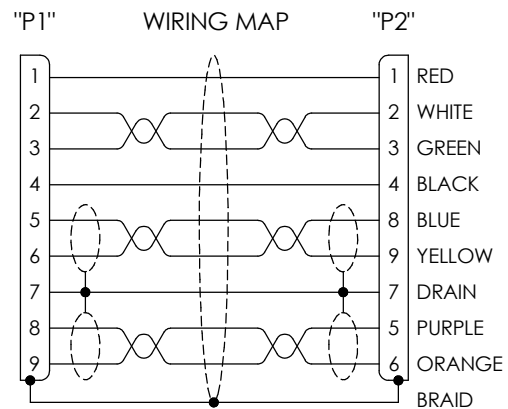 "P1" WIRING MAP "P2"
1 1 RED
2 2 WHITE
3 3 GREEN
4 4 BLACK
5 8 BLUE
6 9 YELLOW
7 7 DRAIN
8 5 PURPLE
9 6 ORANGE
BRAID